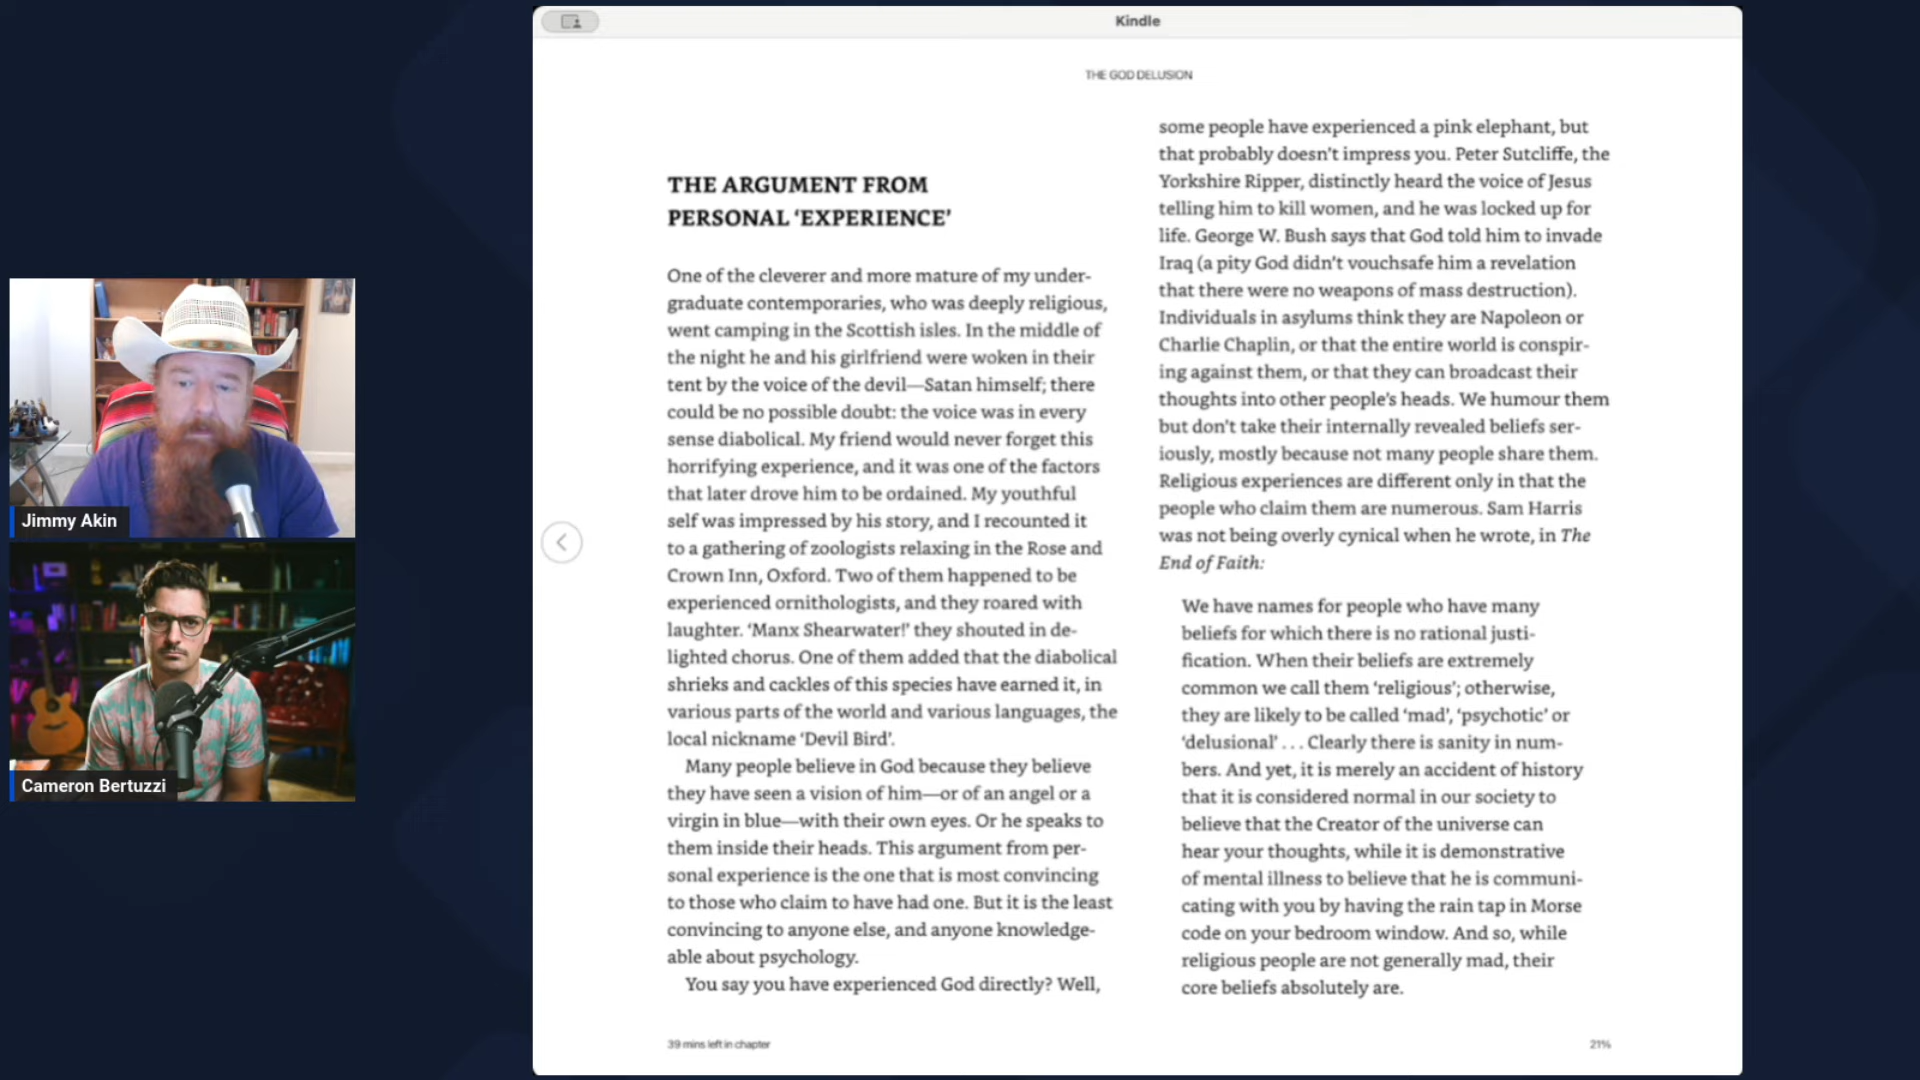 Kindle
THE GOD DELUSION
THE ARGUMENT FROM
PERSONAL ‘EXPERIENCE’
One of the cleverer and more mature of my under-
graduate contemporaries, who was deeply religious,
went camping in the Scottish isles. In the middle of
the night he and his girlfriend were woken in their
tent by the voice of the devil—Satan himself; there
could be no possible doubt: the voice was in every
sense diabolical. My friend would never forget this
horrifying experience, and it was one of the factors
that later drove him to be ordained. My youthful
self was impressed by his story, and I recounted it
to a gathering of zoologists relaxing in the Rose and
Crown Inn, Oxford. Two of them happened to be
experienced ornithologists, and they roared with
laughter. ‘Manx Shearwater!’ they shouted in de-
lighted chorus. One of them added that the diabolical
shrieks and cackles of this species have earned it, in
various parts of the world and various languages, the
local nickname ‘Devil Bird’.
Many people believe in God because they believe
they have seen a vision of him—or of an angel or a
virgin in blue—with their own eyes. Or he speaks to
them inside their heads. This argument from per-
sonal experience is the one that is most convincing
to those who claim to have had one. But it is the least
convincing to anyone else, and anyone knowledge-
able about psychology.
You say you have experienced God directly? Well,
some people have experienced a pink elephant, but
that probably doesn’t impress you. Peter Sutcliffe, the
Yorkshire Ripper, distinctly heard the voice of Jesus
telling him to kill women, and he was locked up for
life. George W. Bush says that God told him to invade
Iraq (a pity God didn’t vouchsafe him a revelation
that there were no weapons of mass destruction).
Individuals in asylums think they are Napoleon or
Charlie Chaplin, or that the entire world is conspir-
ing against them, or that they can broadcast their
thoughts into other people’s heads. We humour them
but don’t take their internally revealed beliefs ser-
iously, mostly because not many people share them.
Religious experiences are different only in that the
people who claim them are numerous. Sam Harris
was not being overly cynical when he wrote, in The
End of Faith:
We have names for people who have many
beliefs for which there is no rational justi-
fication. When their beliefs are extremely
common we call them ‘religious’; otherwise,
they are likely to be called ‘mad’, ‘psychotic’ or
‘delusional’ . . . Clearly there is sanity in num-
bers. And yet, it is merely an accident of history
that it is considered normal in our society to
believe that the Creator of the universe can
hear your thoughts, while it is demonstrative
of mental illness to believe that he is communi-
cating with you by having the rain tap in Morse
code on your bedroom window. And so, while
religious people are not generally mad, their
core beliefs absolutely are.
39 mins left in chapter
21%
Jimmy Akin
Cameron Bertuzzi